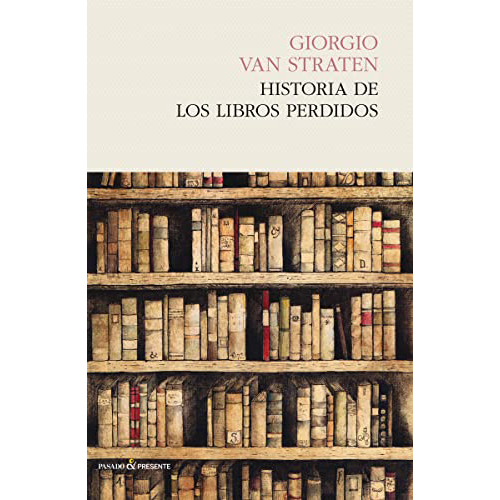 GIORGIO
VAN STRATEN
HISTORIA DE
LOS LIBROS PERDIDOS
PASADO & PRESENTE